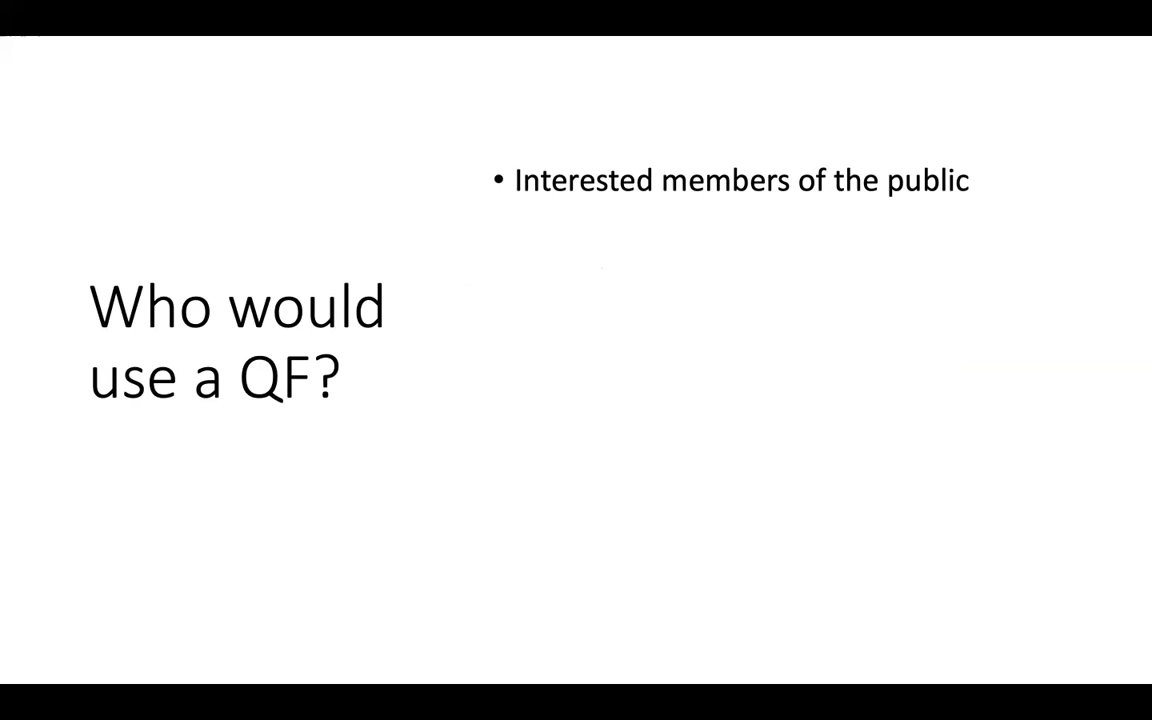 Who would
use a QF?
• Interested members of the public